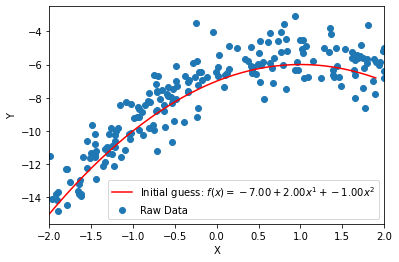 −4
−6
−8
−10
−12
−14
Y
Initial guess: f(x) = −7.00 + 2.00x¹ + −1.00x²
Raw Data
−2.0 −1.5 −1.0 −0.5 0.0 0.5 1.0 1.5 2.0
X